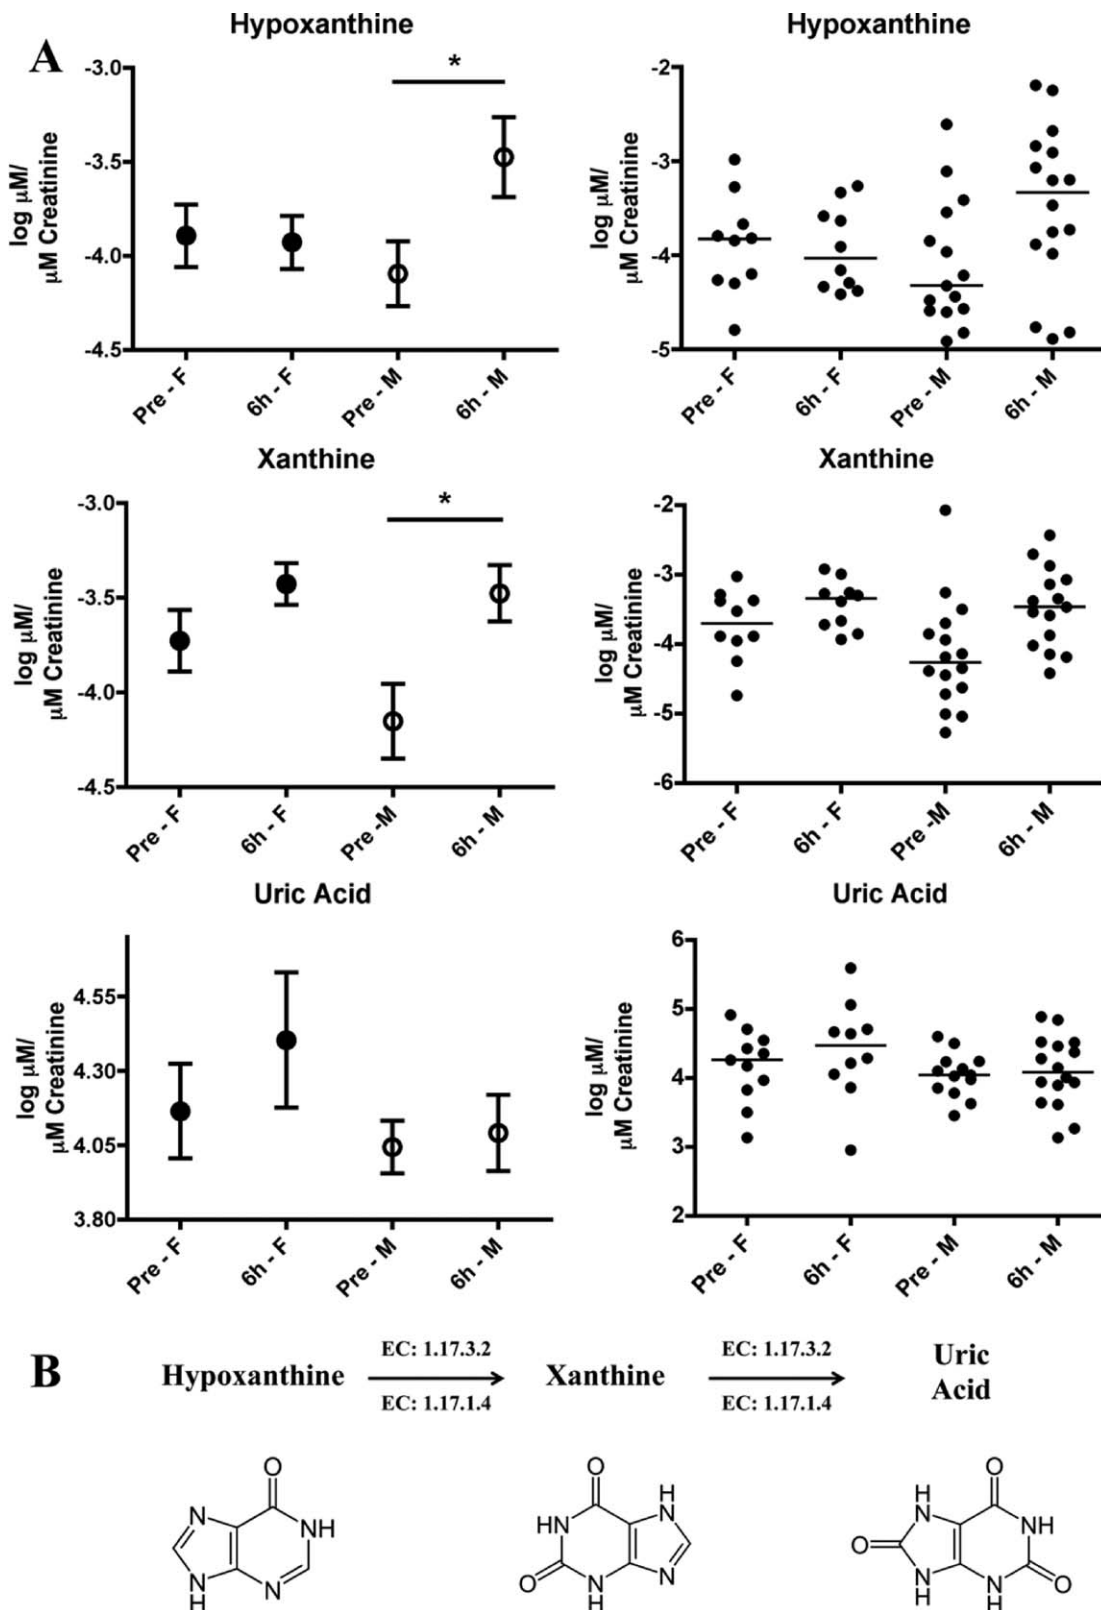 A
Hypoxanthine
-3.0
-3.5
-4.0
-4.5
log µM/
µM Creatinine
*
Pre - F
6h - F
Pre - M
6h - M
Hypoxanthine
-2
-3
-4
-5
log µM/
µM Creatinine
Pre - F
6h - F
Pre - M
6h - M
Xanthine
-3.0
-3.5
-4.0
-4.5
log µM/
µM Creatinine
*
Pre - F
6h - F
Pre -M
6h - M
Xanthine
-2
-3
-4
-5
-6
log µM/
µM Creatinine
Pre - F
6h - F
Pre -M
6h - M
Uric Acid
4.55
4.30
4.05
3.80
log µM/
µM Creatinine
Pre - F
6h - F
Pre - M
6h - M
Uric Acid
6
5
4
3
2
log µM/
µM Creatinine
Pre - F
6h - F
Pre - M
6h - M
B
Hypoxanthine
EC: 1.17.3.2
EC: 1.17.1.4
Xanthine
EC: 1.17.3.2
EC: 1.17.1.4
Uric
Acid
O
N
NH
N
H
N
O
H
N
HN
O
N
H
N
O
H
N
NH
O
N
H
N
H
O